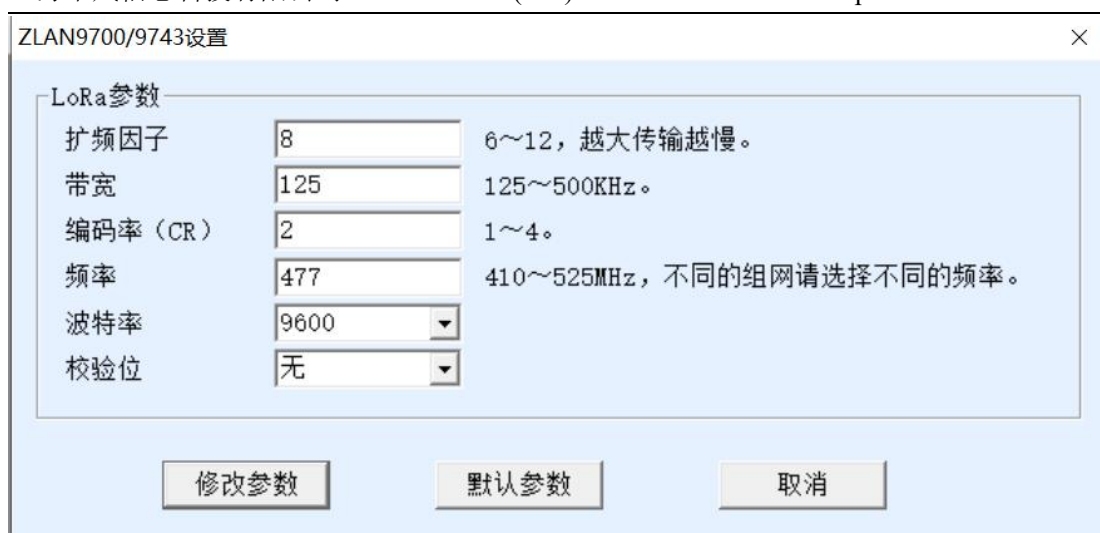 ZLAN9700/9743设置
LoRa参数
扩频因子 8 6~12，越大传输越慢。
带宽 125 125~500KHz。
编码率（CR） 2 1~4。
频率 477 410~525MHz，不同的组网请选择不同的频率。
波特率 9600
校验位 无
修改参数 默认参数 取消